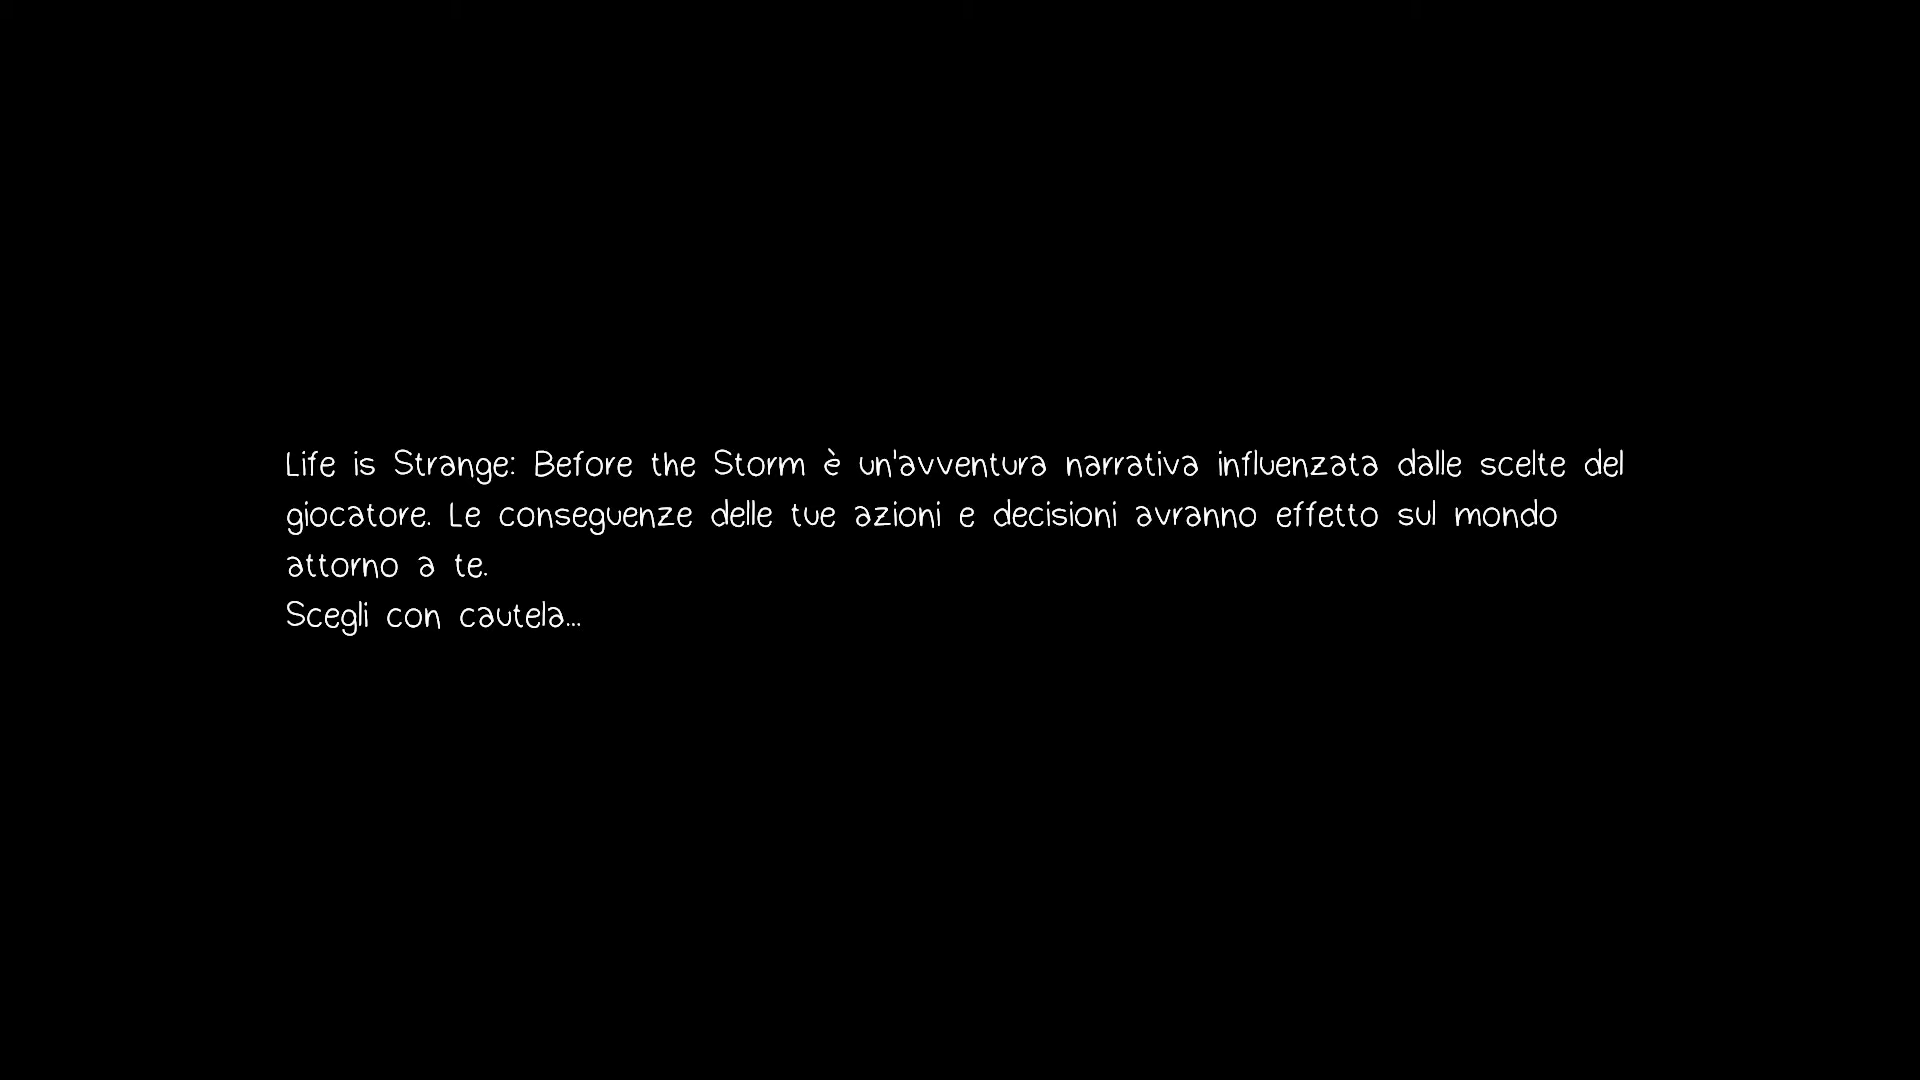 Life is Strange: Before the Storm è un'avventura narrativa influenzata dalle scelte del
giocatore. Le conseguenze delle tue azioni e decisioni avranno effetto sul mondo
attorno a te.
Scegli con cautela...